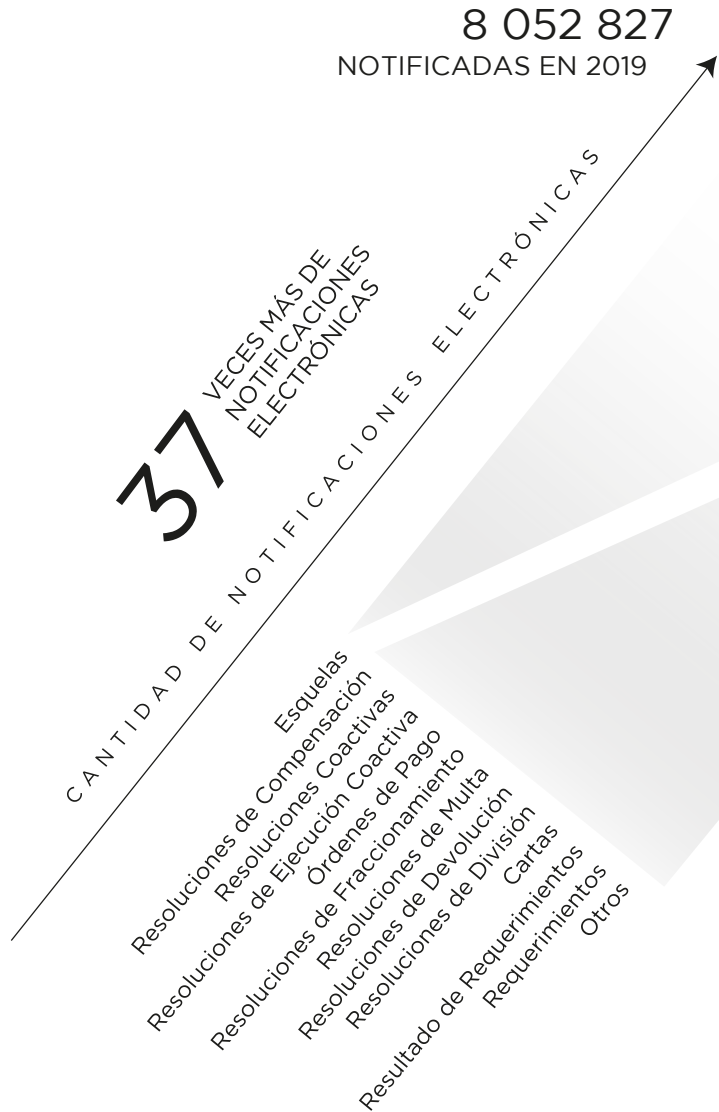 8 052 827
NOTIFICADAS EN 2019
CANTIDAD DE NOTIFICACIONES ELECTRÓNICAS
37
VECES MÁS DE
NOTIFICACIONES
ELECTRÓNICAS
Esquelas
Resoluciones de Compensación
Resoluciones Coactivas
Resoluciones de Ejecución Coactiva
Órdenes de Pago
Resoluciones de Fraccionamiento
Resoluciones de Multa
Resoluciones de Devolución
Resoluciones de División
Cartas
Resultado de Requerimientos
Requerimientos
Otros